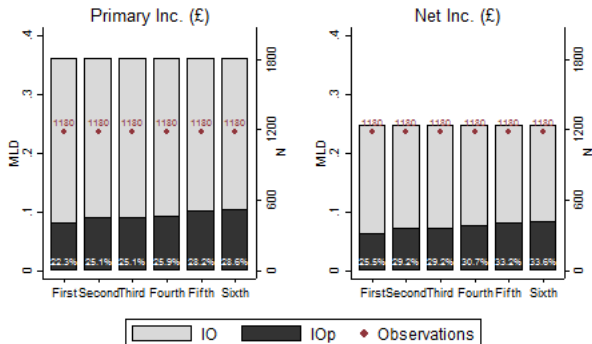 Primary Inc. (£)
Net Inc. (£)
.4
.3
.2
.1
0
MLD
1180 1180 1180 1180 1180 1180
22.3% 25.1% 25.1% 25.9% 28.2% 28.6%
First Second Third Fourth Fifth Sixth
1800
1200
600
0
N
.4
.3
.2
.1
0
MLD
1180 1180 1180 1180 1180 1180
25.5% 29.2% 29.2% 30.7% 33.2% 33.6%
First Second Third Fourth Fifth Sixth
1800
1200
600
0
N
IO IOp Observations